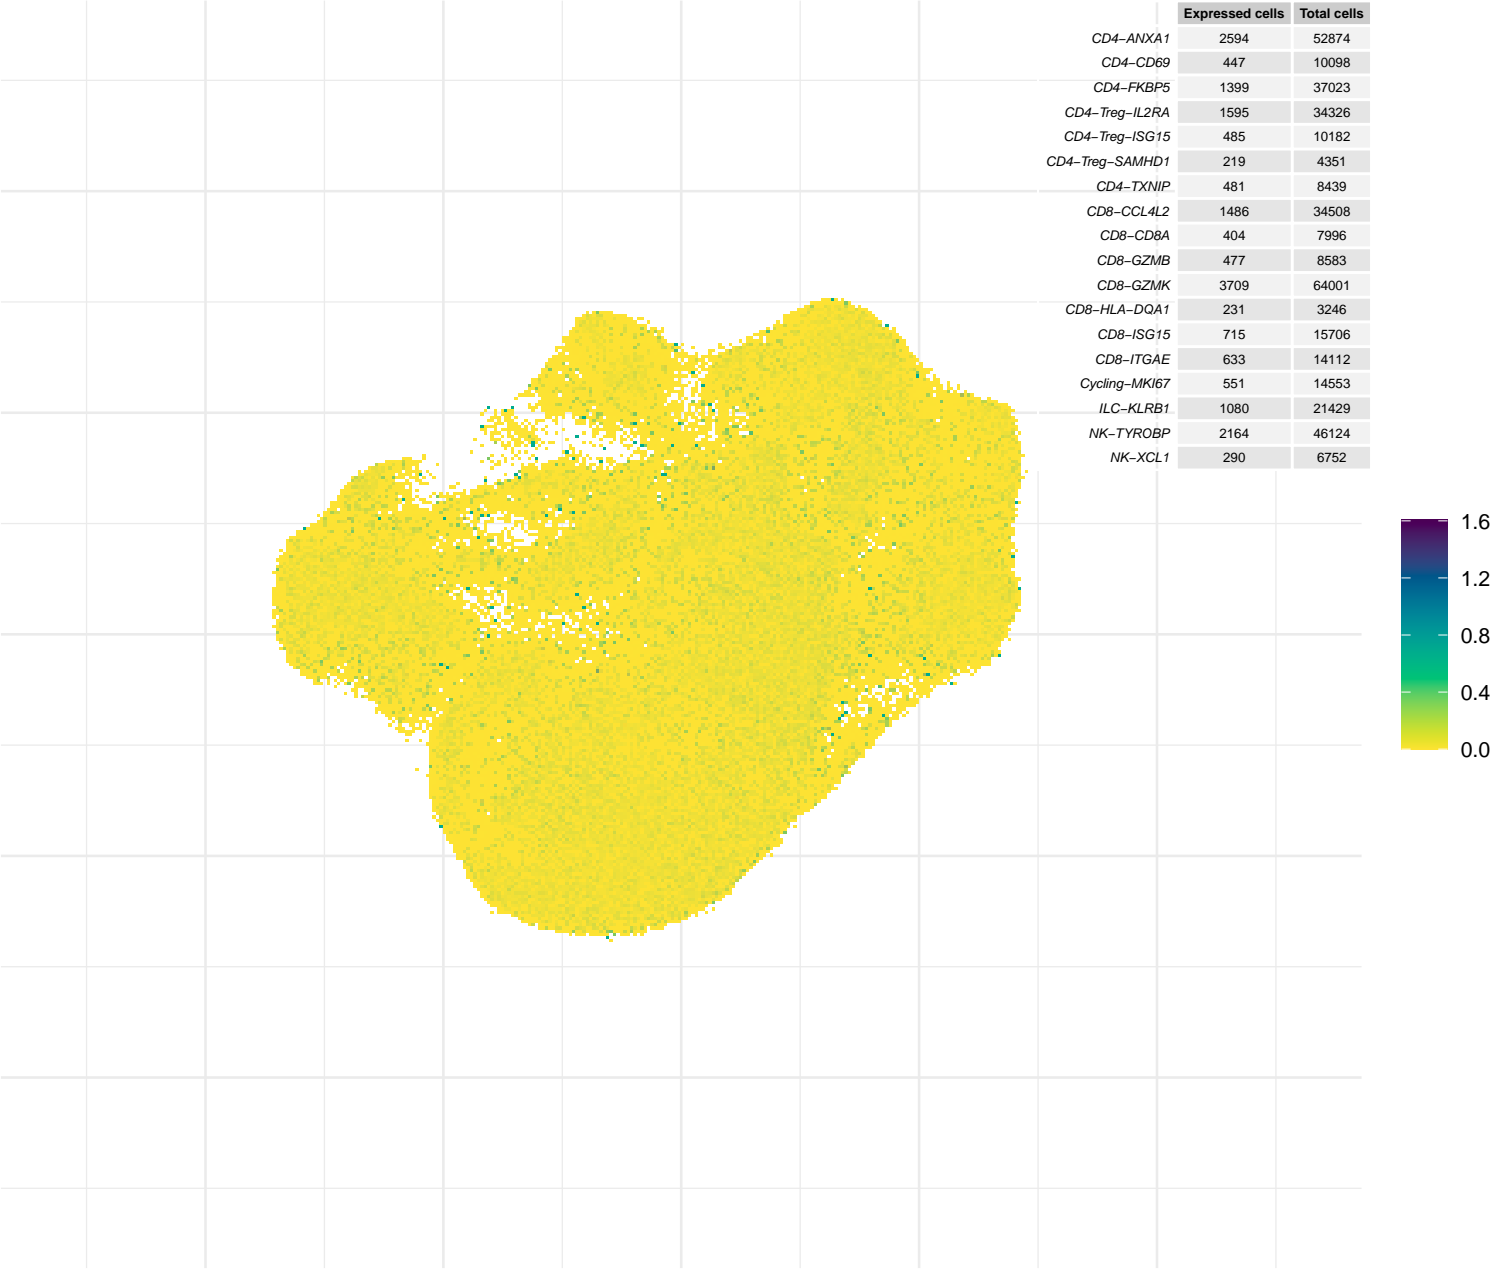 Expressed cells Total cells
CD4−ANXA1 2594 52874
CD4−CD69 447 10098
CD4−FKBP5 1399 37023
CD4−Treg−IL2RA 1595 34326
CD4−Treg−ISG15 485 10182
CD4−Treg−SAMHD1 219 4351
CD4−TXNIP 481 8439
CD8−CCL4L2 1486 34508
CD8−CD8A 404 7996
CD8−GZMB 477 8583
CD8−GZMK 3709 64001
CD8−HLA−DQA1 231 3246
CD8−ISG15 715 15706
CD8−ITGAE 633 14112
Cycling−MKI67 551 14553
ILC−KLRB1 1080 21429
NK−TYROBP 2164 46124
NK−XCL1 290 6752
1.6
1.2
0.8
0.4
0.0